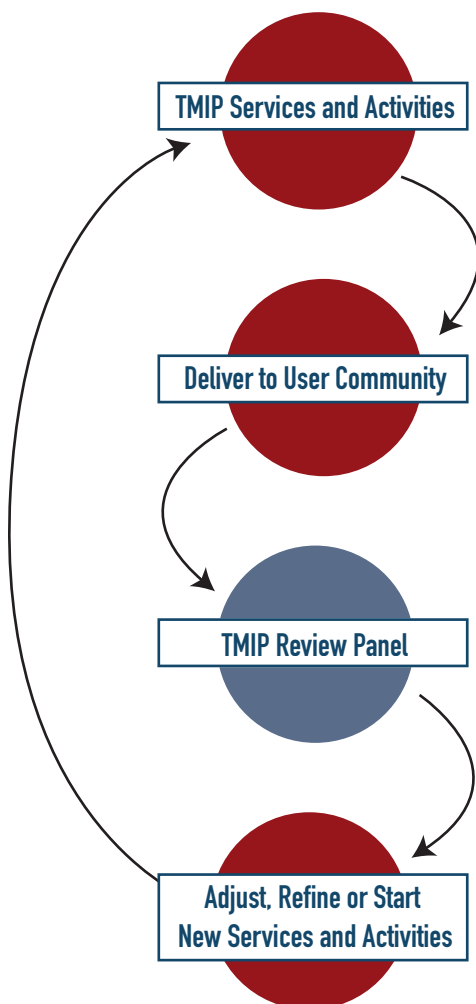 TMIP Services and Activities
Deliver to User Community
TMIP Review Panel
Adjust, Refine or Start
New Services and Activities